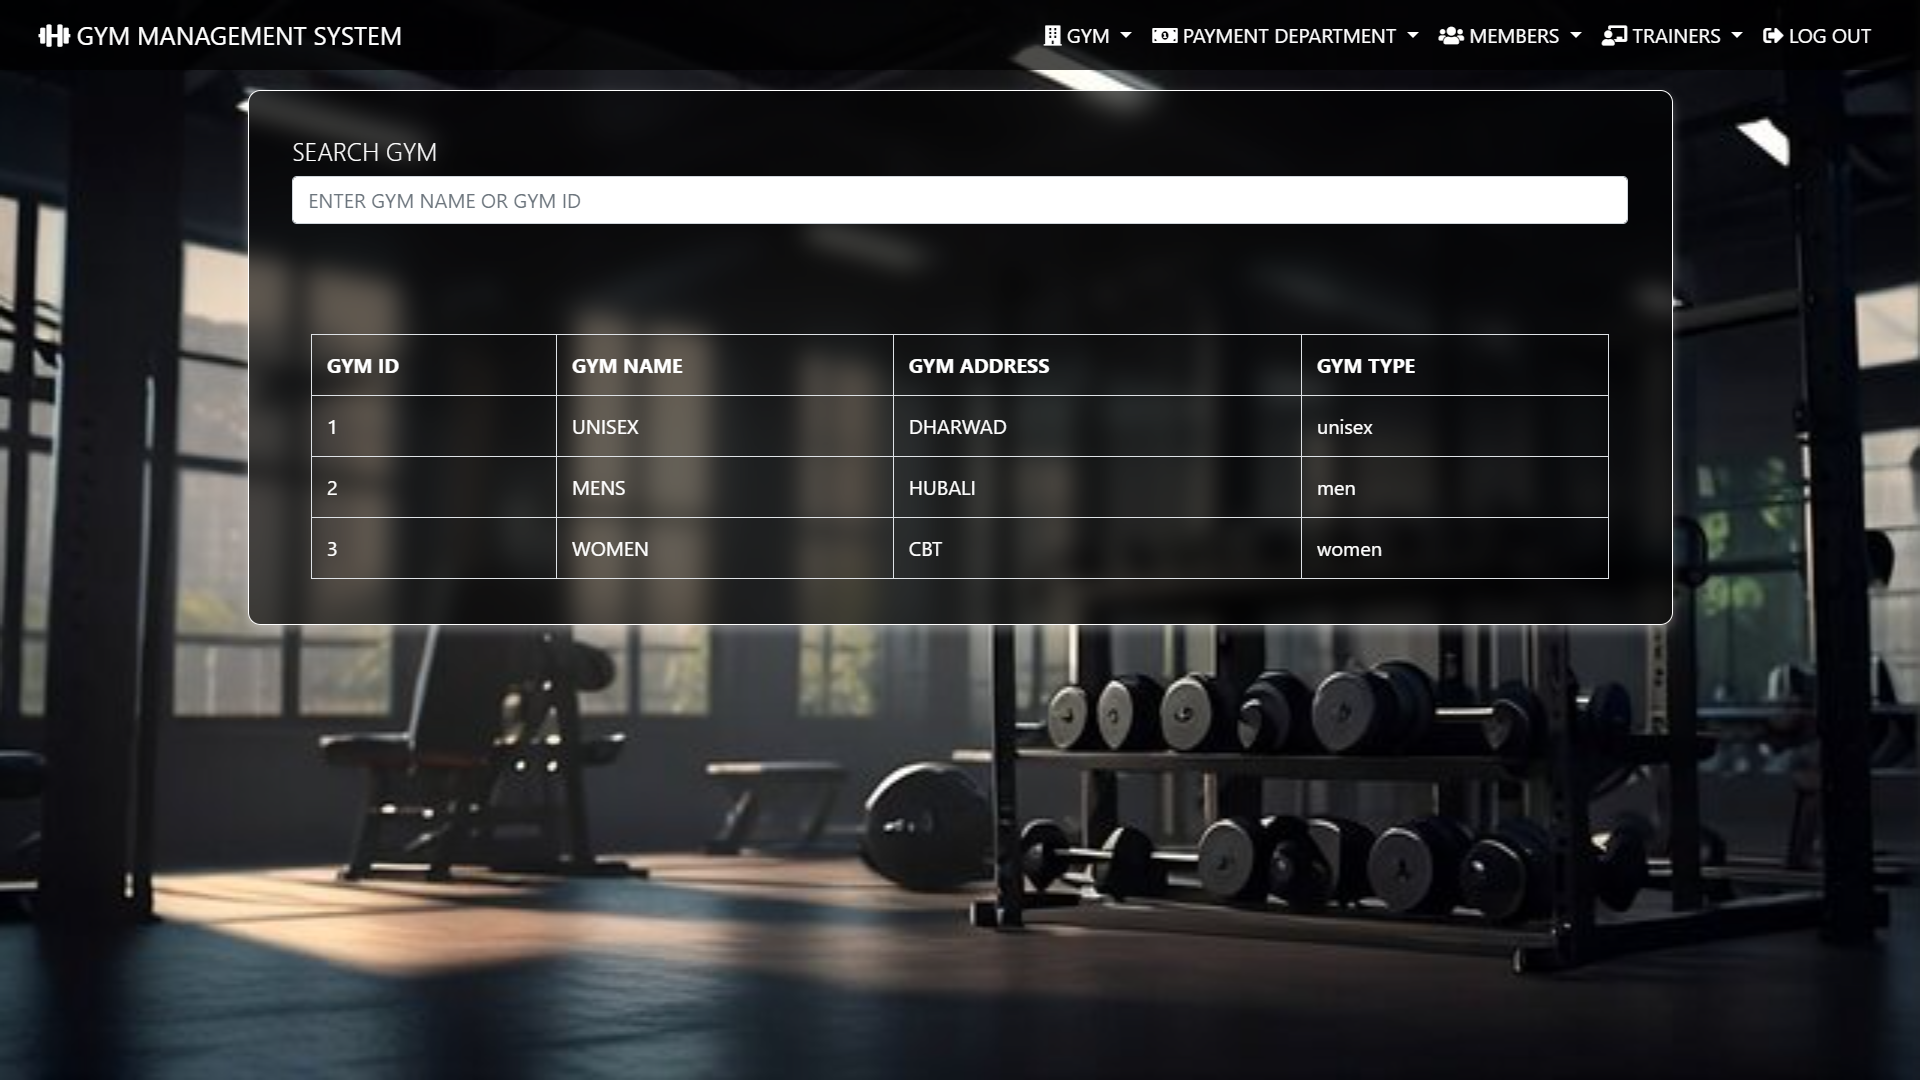 GYM MANAGEMENT SYSTEM GYM PAYMENT DEPARTMENT MEMBERS TRAINERS LOG OUT
SEARCH GYM
ENTER GYM NAME OR GYM ID
GYM ID GYM NAME GYM ADDRESS GYM TYPE
1 UNISEX DHARWAD unisex
2 MENS HUBALI men
3 WOMEN CBT women